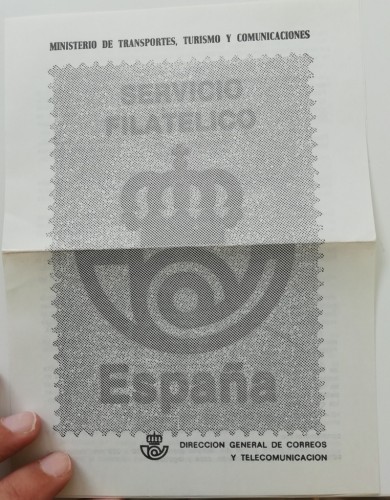 MINISTERIO DE TRANSPORTES, TURISMO Y COMUNICACIONES
SERVICIO
FILATELICO
España
DIRECCION GENERAL DE CORREOS
Y TELECOMUNICACION